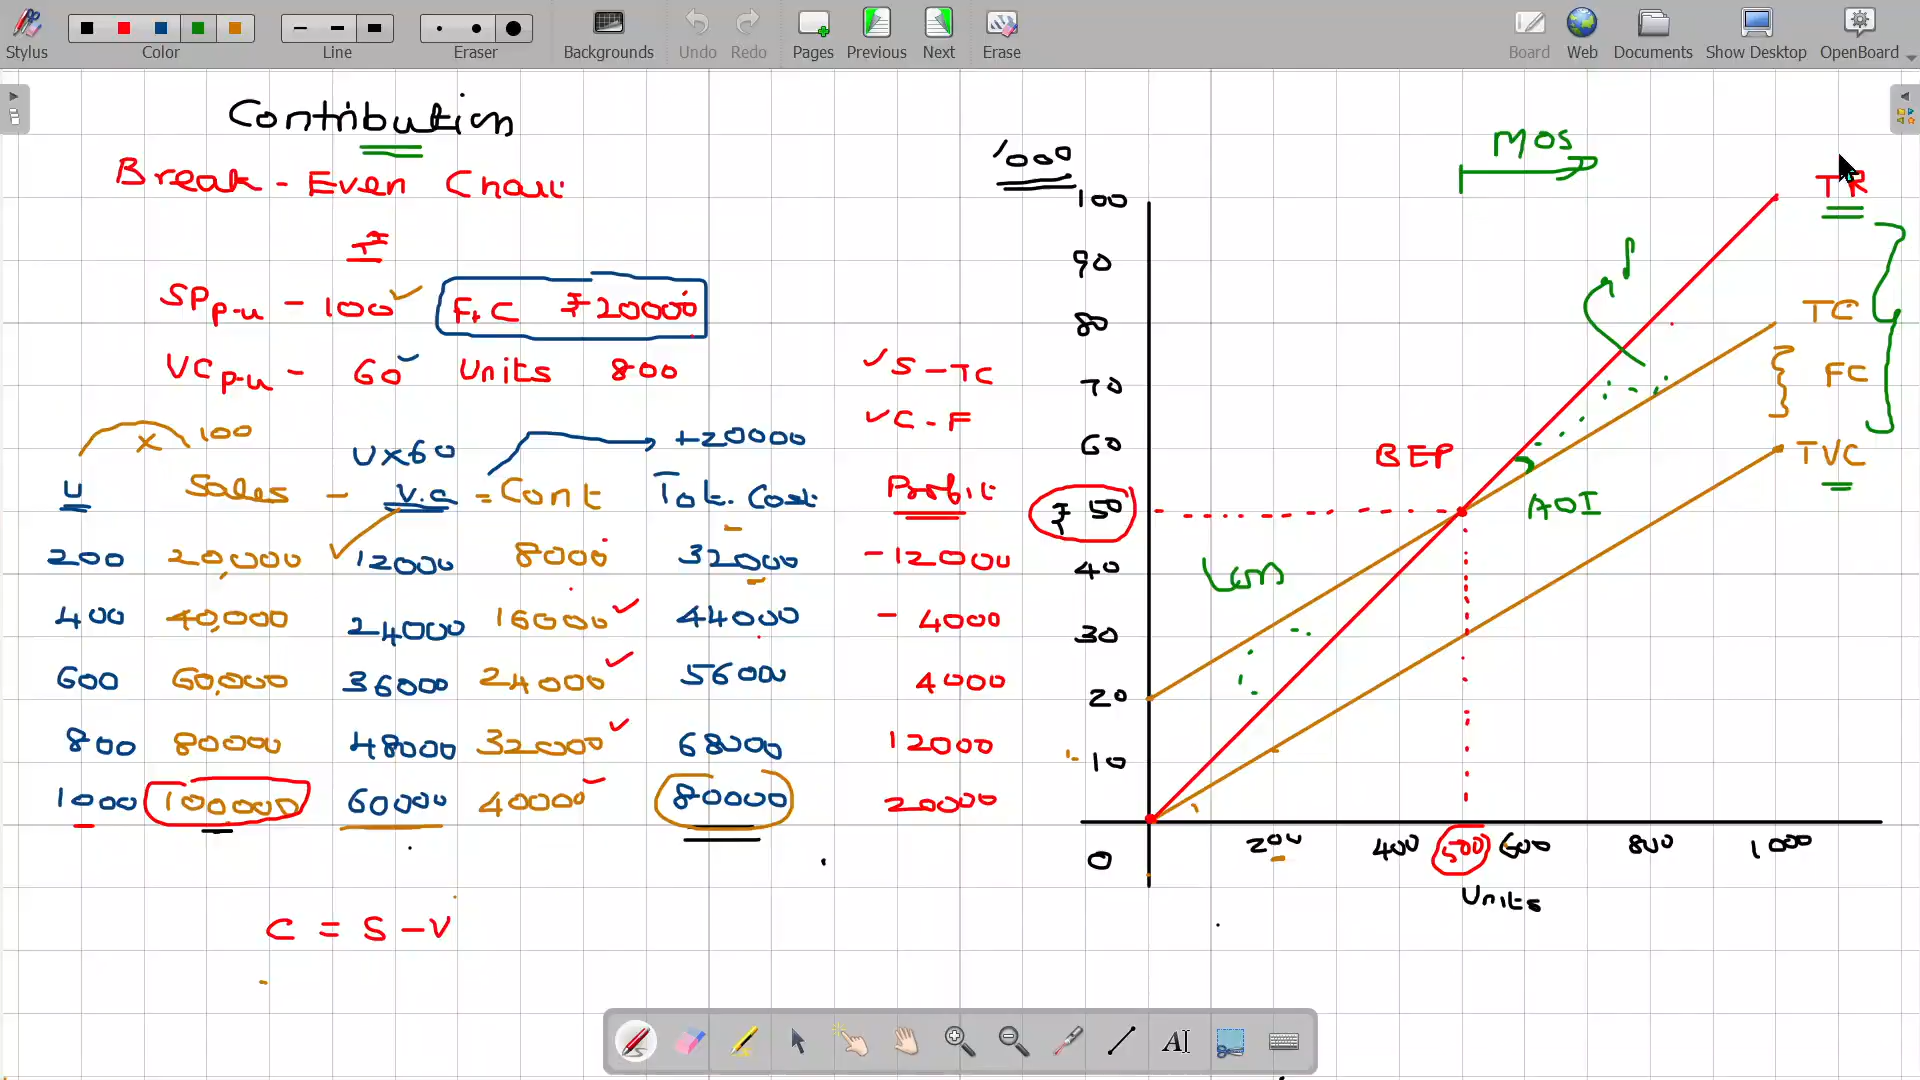 Stylus Color Line Eraser Backgrounds Undo Redo Pages Previous Next Erase Board Web Documents Show Desktop OpenBoard
Contribution
Break - Even Chart
₹
SP p.u - 100 F.C ₹ 20000
VC p.u - 60 Units 800
S - TC
C - F
x 100
U x 60
+20000
U Sales - V.C = Cont Tot. Cost Profit
200 20,000 12000 8000 32000 -12000
400 40,000 24000 16000 44000 - 4000
600 60,000 36000 24000 56000 4000
800 80000 48000 32000 68000 12000
1000 100000 60000 40000 80000 20000
C = S - V
'000
100
90
80
70
60
₹ 50
40
30
20
10
0
200 400 500 600 800 1000
Units
MOS
TR
TC
FC
TVC
BEP
AOI
Loss
P